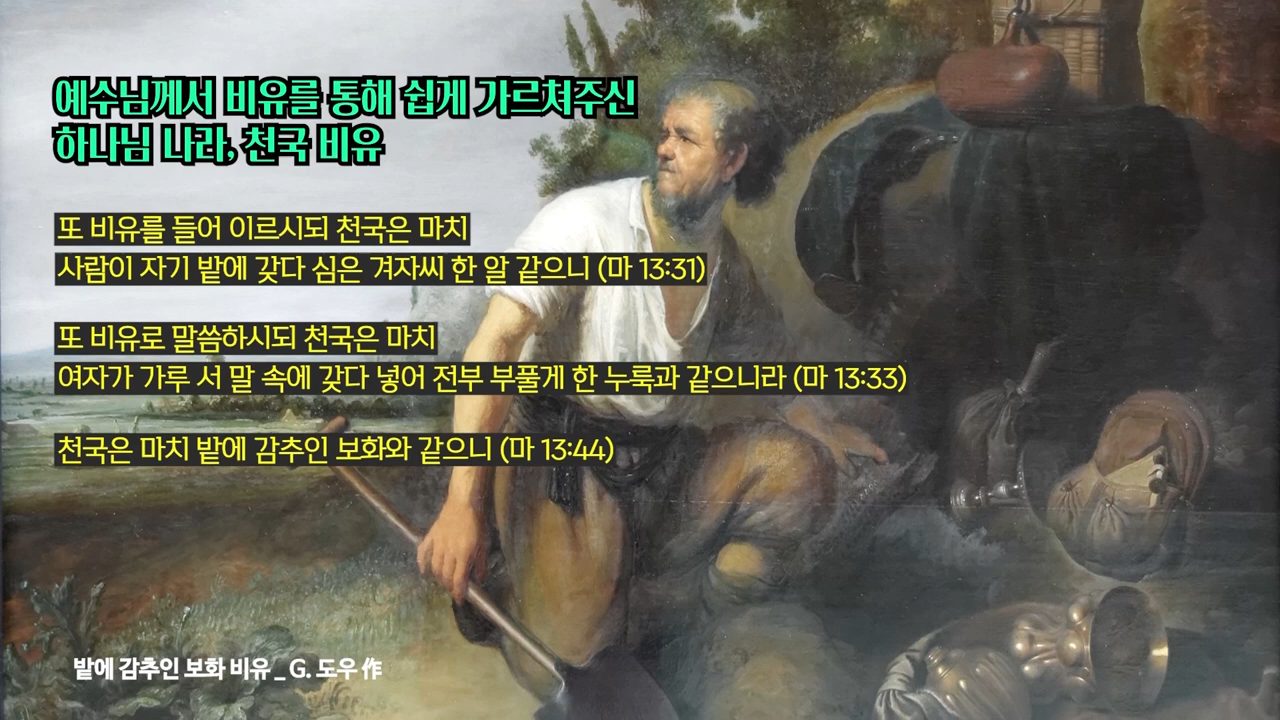 예수님께서 비유를 통해 쉽게 가르쳐주신
하나님 나라, 천국 비유
또 비유를 들어 이르시되 천국은 마치
사람이 자기 밭에 갖다 심은 겨자씨 한 알 같으니 (마 13:31)
또 비유로 말씀하시되 천국은 마치
여자가 가루 서 말 속에 갖다 넣어 전부 부풀게 한 누룩과 같으니라 (마 13:33)
천국은 마치 밭에 감추인 보화와 같으니 (마 13:44)
밭에 감추인 보화 비유 _ G. 도우 作